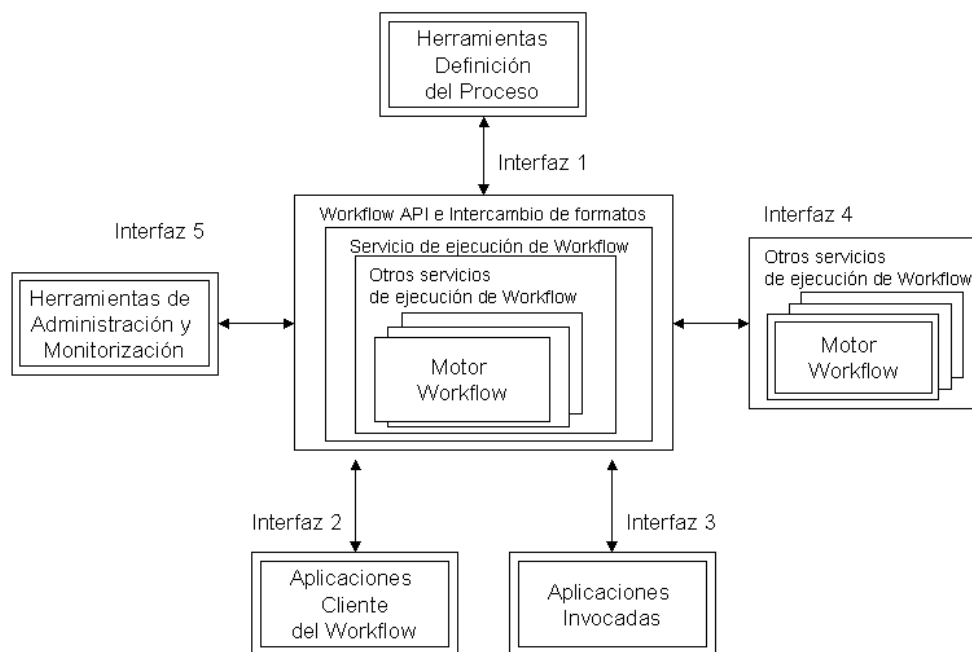 Herramientas
Definición
del Proceso
Interfaz 1
Workflow API e Intercambio de formatos
Servicio de ejecución de Workflow
Otros servicios
de ejecución de Workflow
Motor
Workflow
Interfaz 5
Herramientas de
Administración y
Monitorización
Interfaz 4
Otros servicios
de ejecución de Workflow
Motor
Workflow
Interfaz 2
Aplicaciones
Cliente
del Workflow
Interfaz 3
Aplicaciones
Invocadas